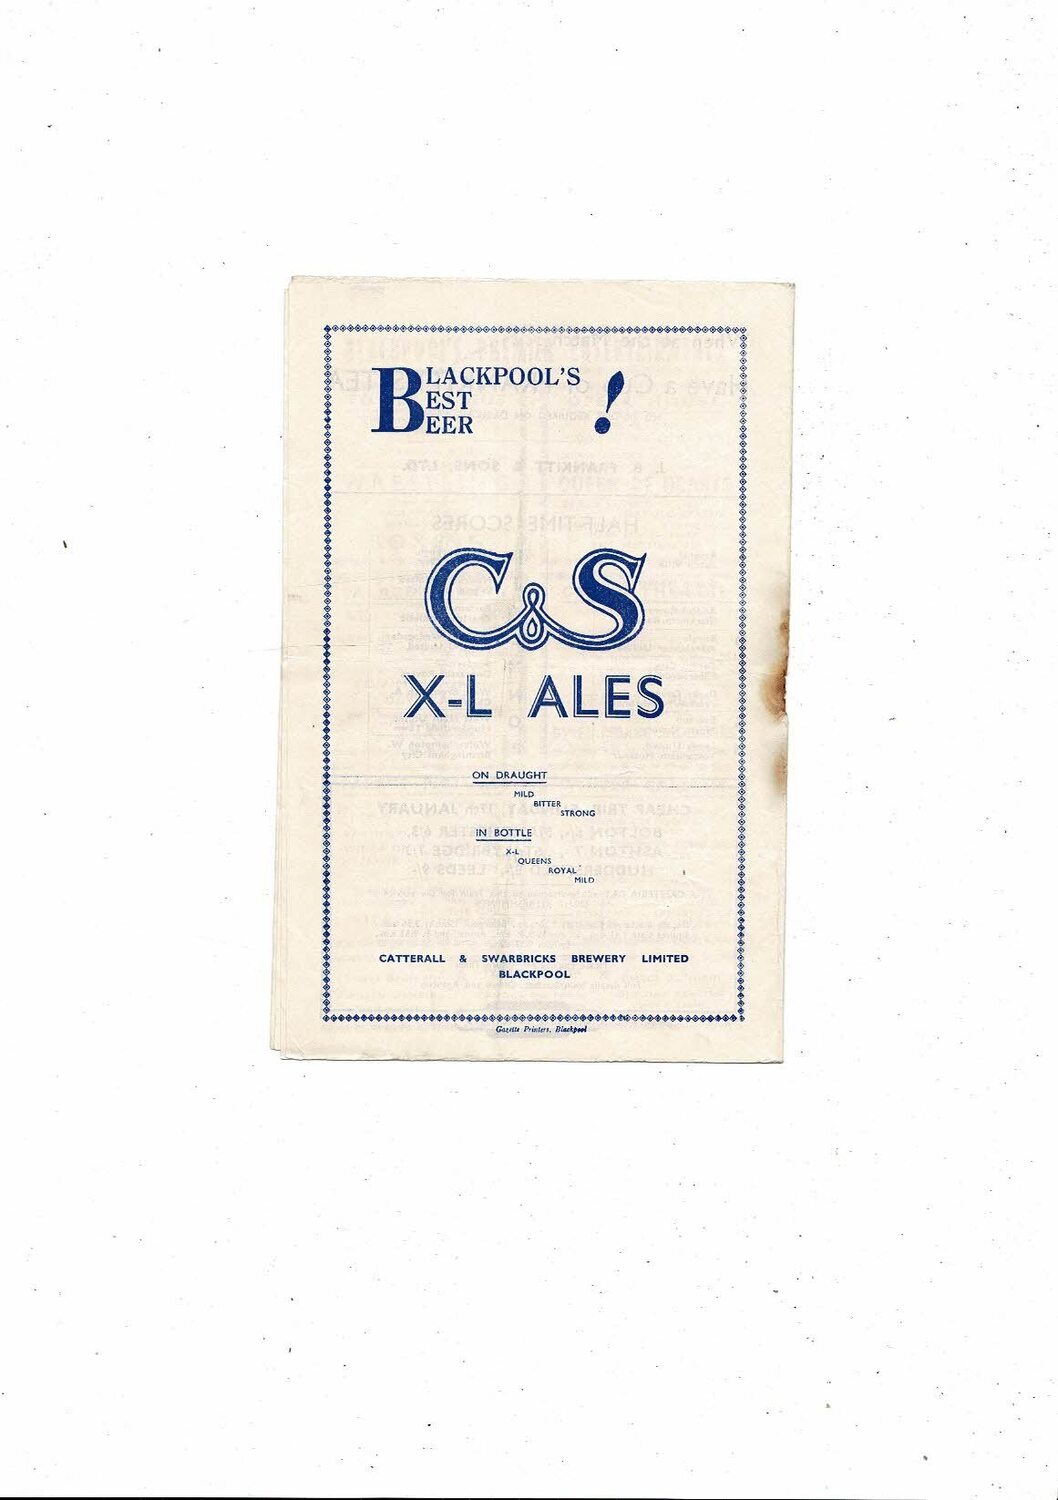 BLACKPOOL'S
BEST
BEER !
C&S
X-L ALES
ON DRAUGHT
MILD
BITTER
STRONG
IN BOTTLE
X-L
QUEENS
ROYAL
MILD
CATTERALL & SWARBRICKS BREWERY LIMITED
BLACKPOOL
Gazette Printers, Blackpool